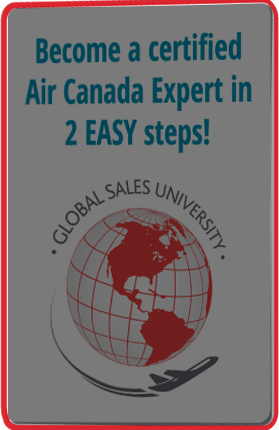 Become a certified
Air Canada Expert in
2 EASY steps!
• GLOBAL SALES UNIVERSITY •